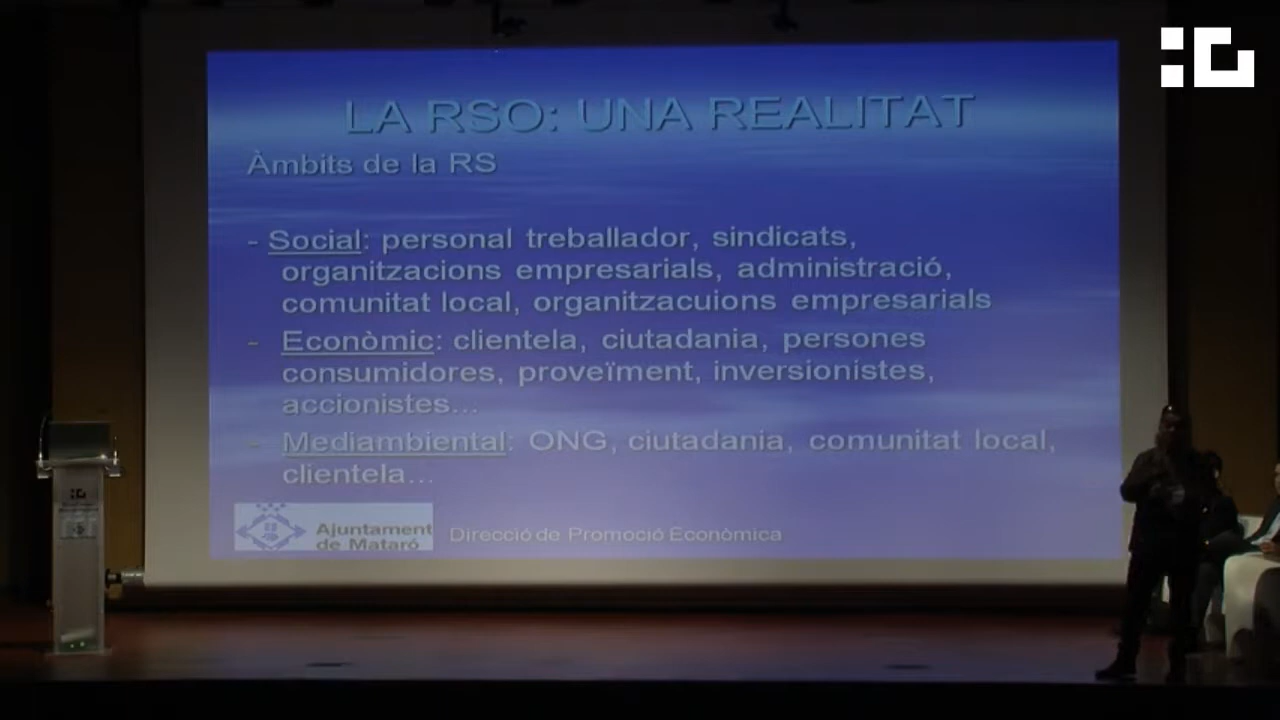 LA RSO: UNA REALITAT
Àmbits de la RS
- Social: personal treballador, sindicats,
organitzacions empresarials, administració,
comunitat local, organitzacuions empresarials
- Econòmic: clientela, ciutadania, persones
consumidores, proveïment, inversionistes,
accionistes...
- Mediambiental: ONG, ciutadania, comunitat local,
clientela...
Ajuntament
de Mataró
Direcció de Promoció Econòmica